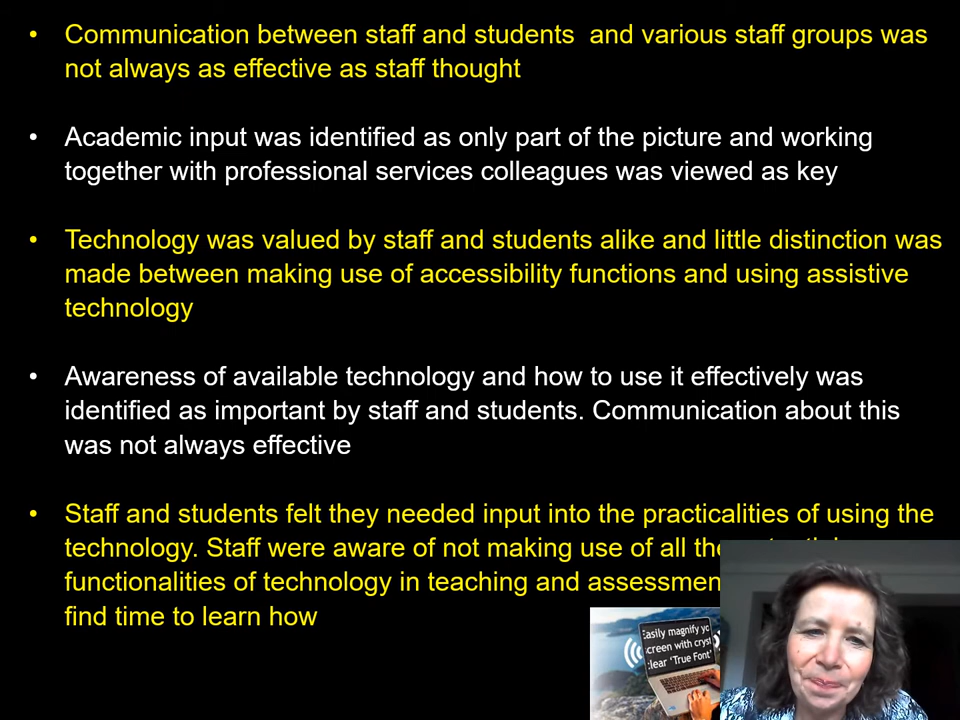 • Communication between staff and students and various staff groups was
not always as effective as staff thought
• Academic input was identified as only part of the picture and working
together with professional services colleagues was viewed as key
• Technology was valued by staff and students alike and little distinction was
made between making use of accessibility functions and using assistive
technology
• Awareness of available technology and how to use it effectively was
identified as important by staff and students. Communication about this
was not always effective
• Staff and students felt they needed input into the practicalities of using the
technology. Staff were aware of not making use of all
functionalities of technology in teaching and
find time to learn how
Easily magnify
screen with
clear 'True Font'